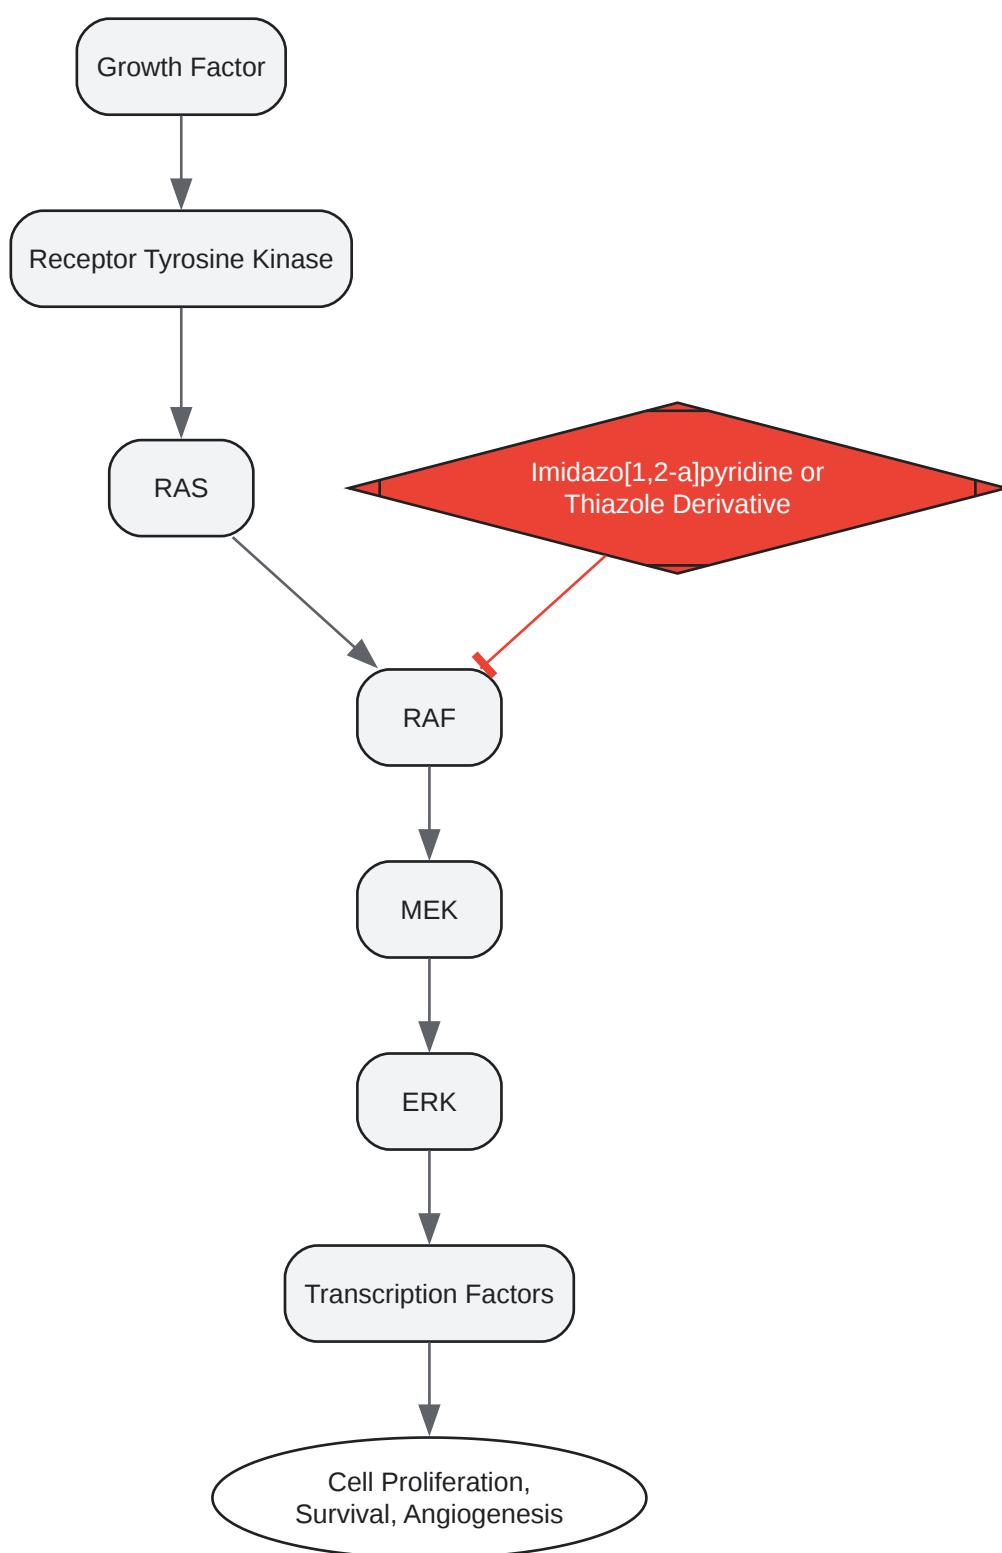 Growth Factor
Receptor Tyrosine Kinase
RAS
Imidazo[1,2-a]pyridine or
Thiazole Derivative
RAF
MEK
ERK
Transcription Factors
Cell Proliferation,
Survival, Angiogenesis